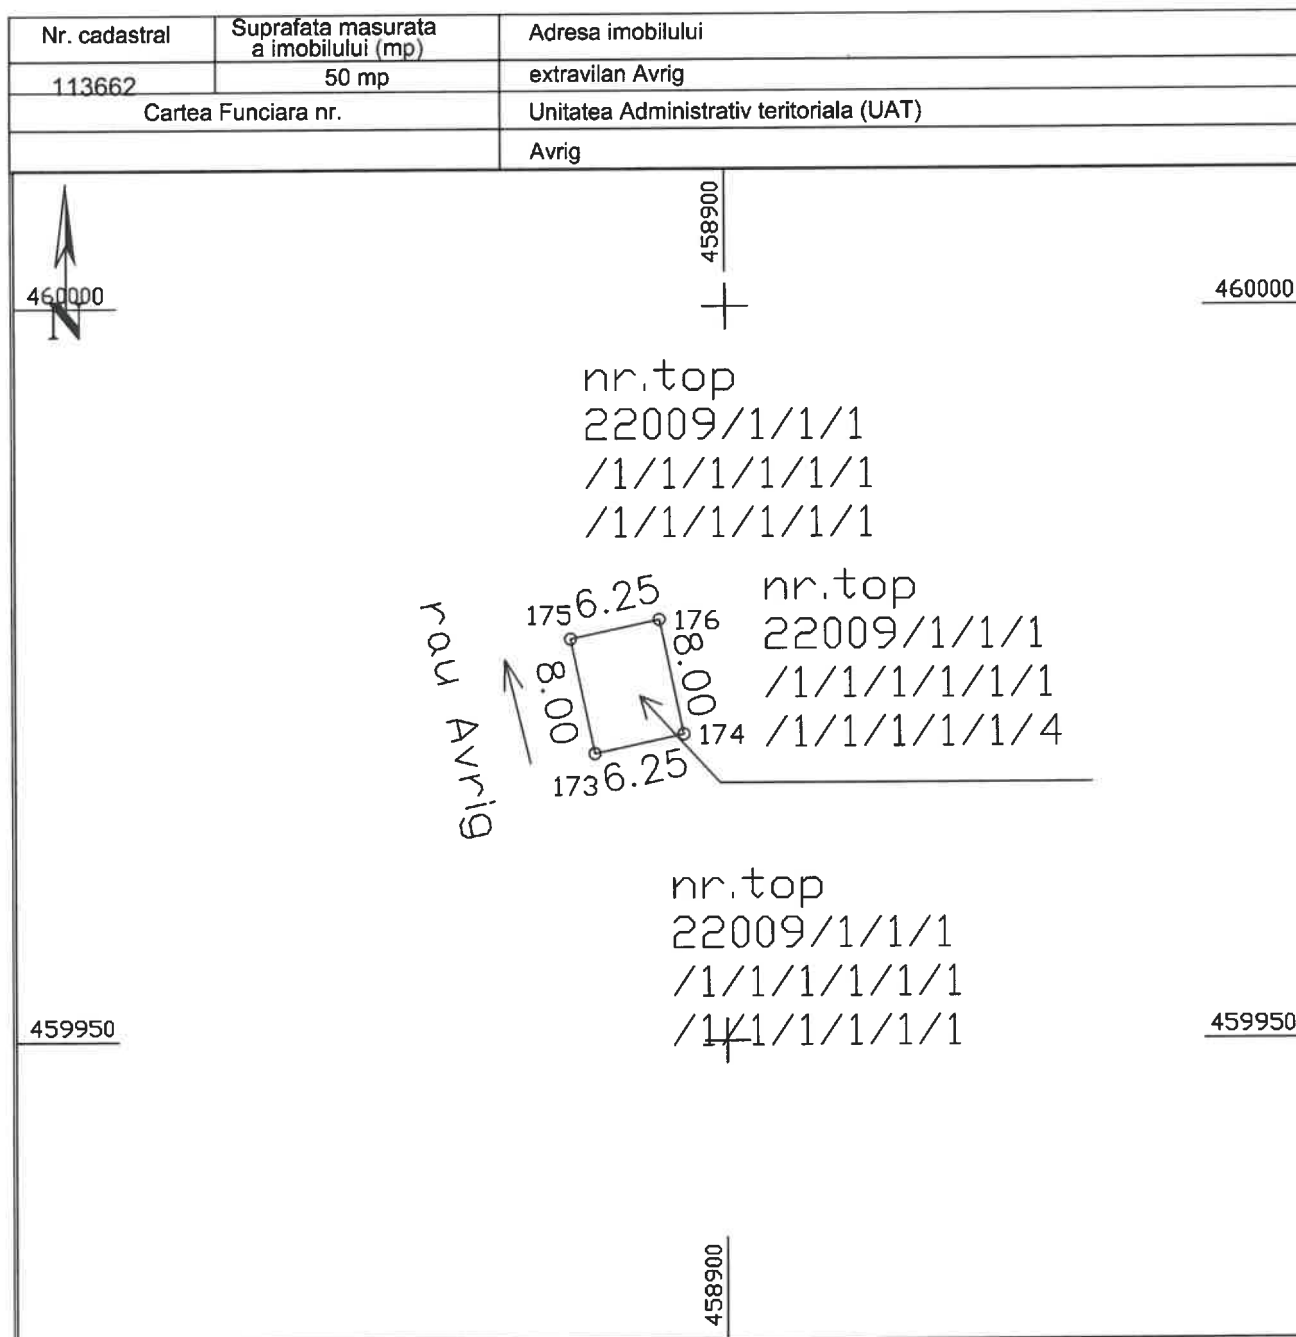 Nr. cadastral
Suprafata masurata
a imobilului (mp)
Adresa imobilului
113662
50 mp
extravilan Avrig
Cartea Funciara nr.
Unitatea Administrativ teritoriala (UAT)
Avrig
458900
460000
460000
N
nr.top
22009/1/1/1
/1/1/1/1/1/1
/1/1/1/1/1/1
rau Avrig
175
6.25
176
8.00
8.00
173
6.25
174
nr.top
22009/1/1/1
/1/1/1/1/1/1
/1/1/1/1/1/4
nr.top
22009/1/1/1
/1/1/1/1/1/1
/1/1/1/1/1/1
459950
459950
458900